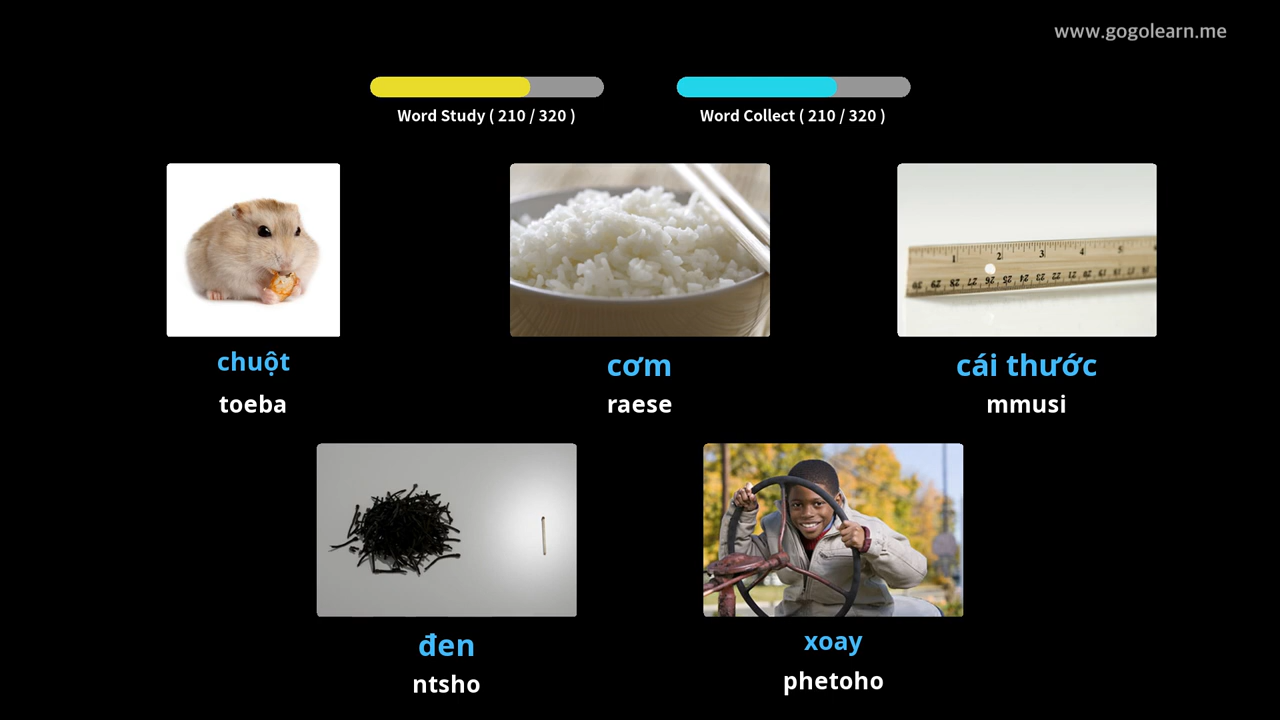 www.gogolearn.me
Word Study ( 210 / 320 )
Word Collect ( 210 / 320 )
chuột
toeba
cơm
raese
cái thước
mmusi
đen
ntsho
xoay
phetoho